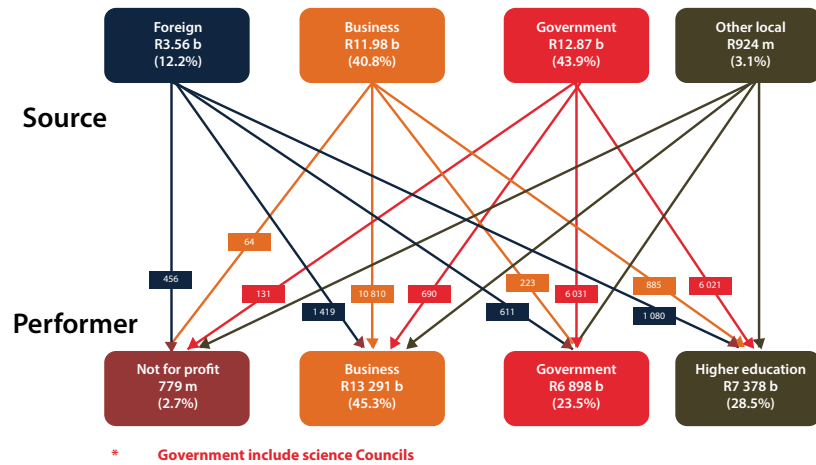 Foreign
R3.56 b
(12.2%)
Business
R11.98 b
(40.8%)
Government
R12.87 b
(43.9%)
Other local
R924 m
(3.1%)
Source
64
456
131
10 810
690
223
6 031
885
6 021
1 419
611
1 080
Performer
Not for profit
779 m
(2.7%)
Business
R13 291 b
(45.3%)
Government
R6 898 b
(23.5%)
Higher education
R7 378 b
(28.5%)
* Government include science Councils